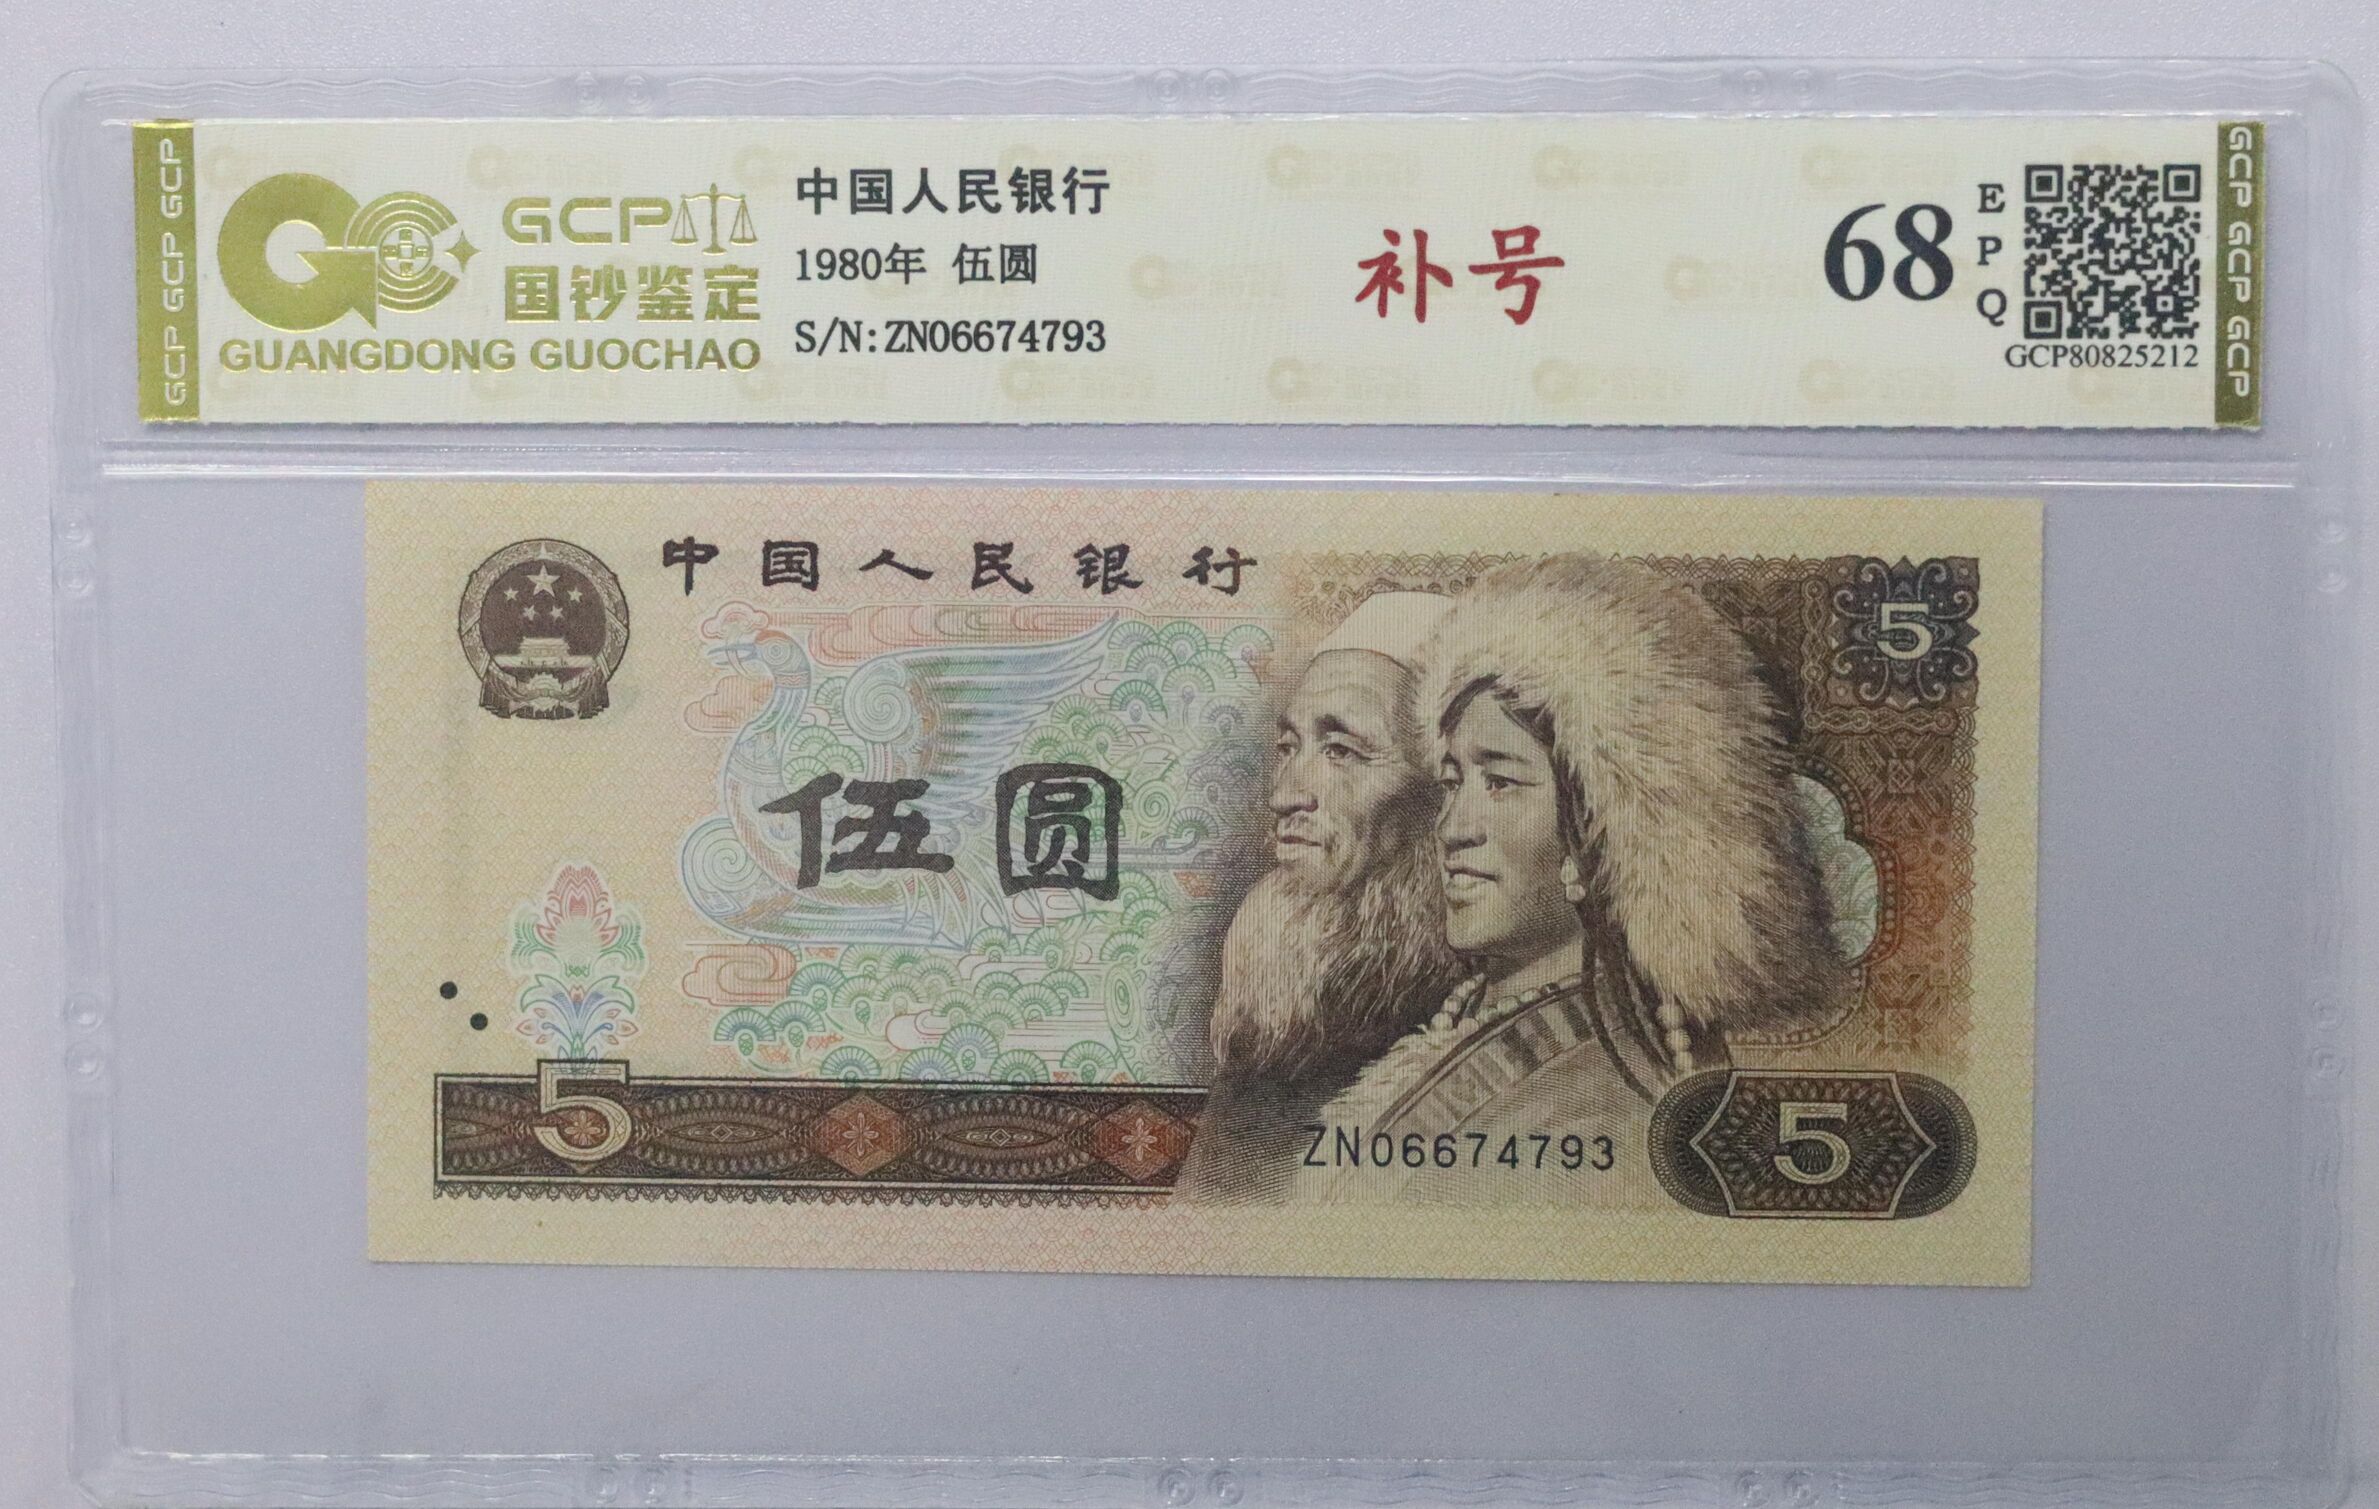 GCP GCP GCP
GCP
国钞鉴定
GUANGDONG GUOCHAO
中国人民银行
1980年 伍圆
S/N:ZN06674793
补号
68
E
P
Q
GCP80825212
GCP GCP GCP
中国人民银行
5
伍圆
5
ZN06674793
5